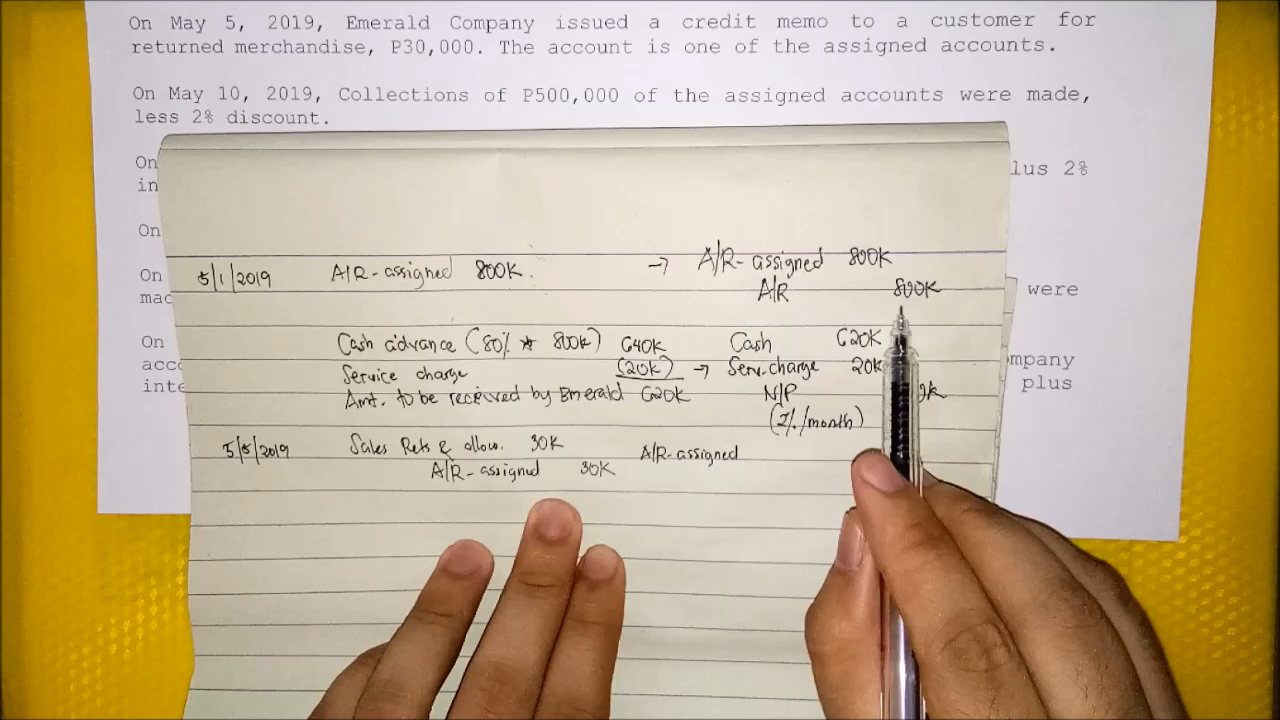 On May 5, 2019, Emerald Company issued a credit memo to a customer for
returned merchandise, P30,000. The account is one of the assigned accounts.
On May 10, 2019, Collections of P500,000 of the assigned accounts were made,
less 2% discount.
On lus 2%
in
On
On were
mac
On mpany
acco plus
inte
5/1/2019 A/R-assigned 800K. → A/R-assigned 800K
A/R 800K
Cash advance (80% * 800k) 640K Cash 620K
Service charge (20K) → Serv. charge 20K
Amt. to be received by Emerald 620K N/P 0k
(2%/month)
5/5/2019 Sales Rets & allow. 30K A/R-assigned
A/R-assigned 30K